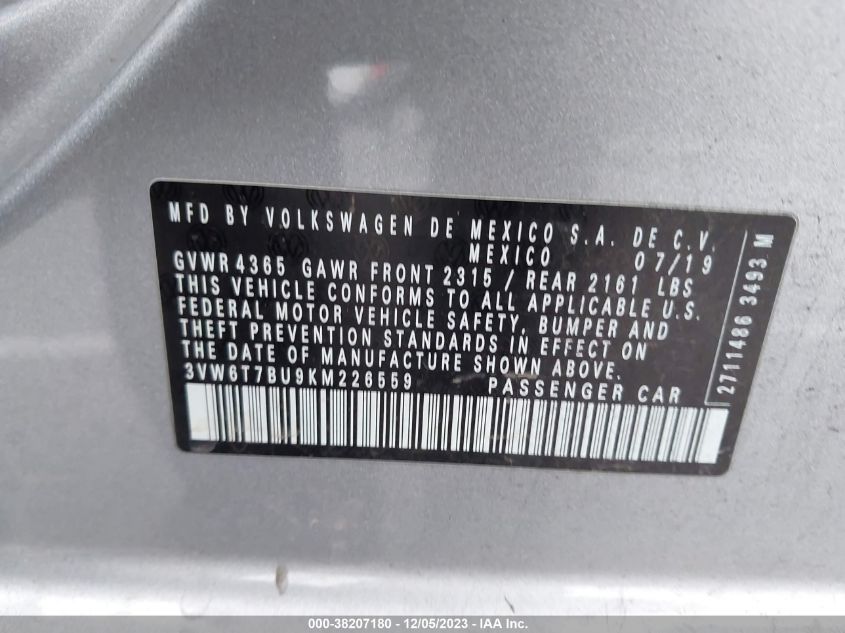 MFD BY VOLKSWAGEN DE MEXICO S.A. DE C.V.
MEXICO 07/19
GVWR 4365 GAWR FRONT 2315 / REAR 2161 LBS
THIS VEHICLE CONFORMS TO ALL APPLICABLE U.S.
FEDERAL MOTOR VEHICLE SAFETY, BUMPER AND
THEFT PREVENTION STANDARDS IN EFFECT ON
THE DATE OF MANUFACTURE SHOWN ABOVE.
3VW6T7BU9KM226559 PASSENGER CAR
2711486 3493 M
000-38207180 - 12/05/2023 - IAA Inc.